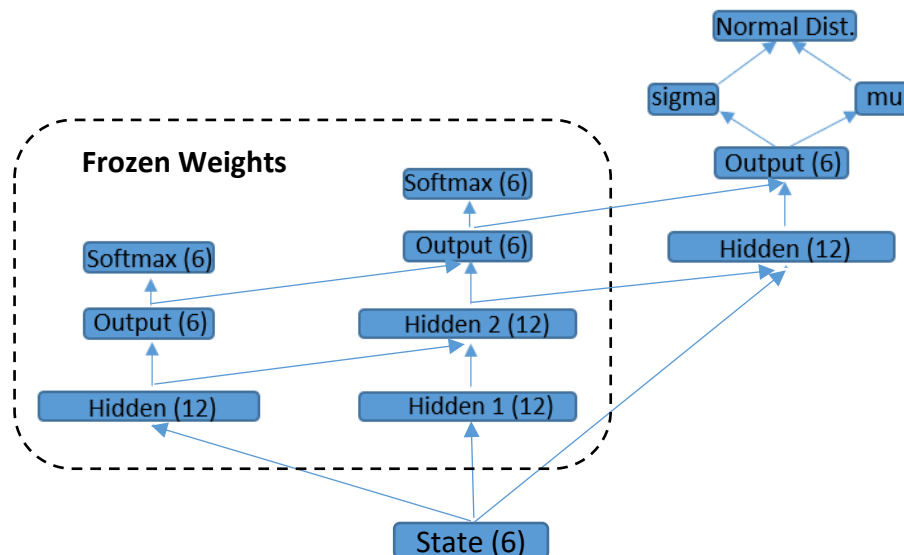 Normal Dist.
sigma
mu
Frozen Weights
Output (6)
Softmax (6)
Output (6)
Hidden (12)
Softmax (6)
Output (6)
Hidden 2 (12)
Hidden (12)
Hidden 1 (12)
State (6)